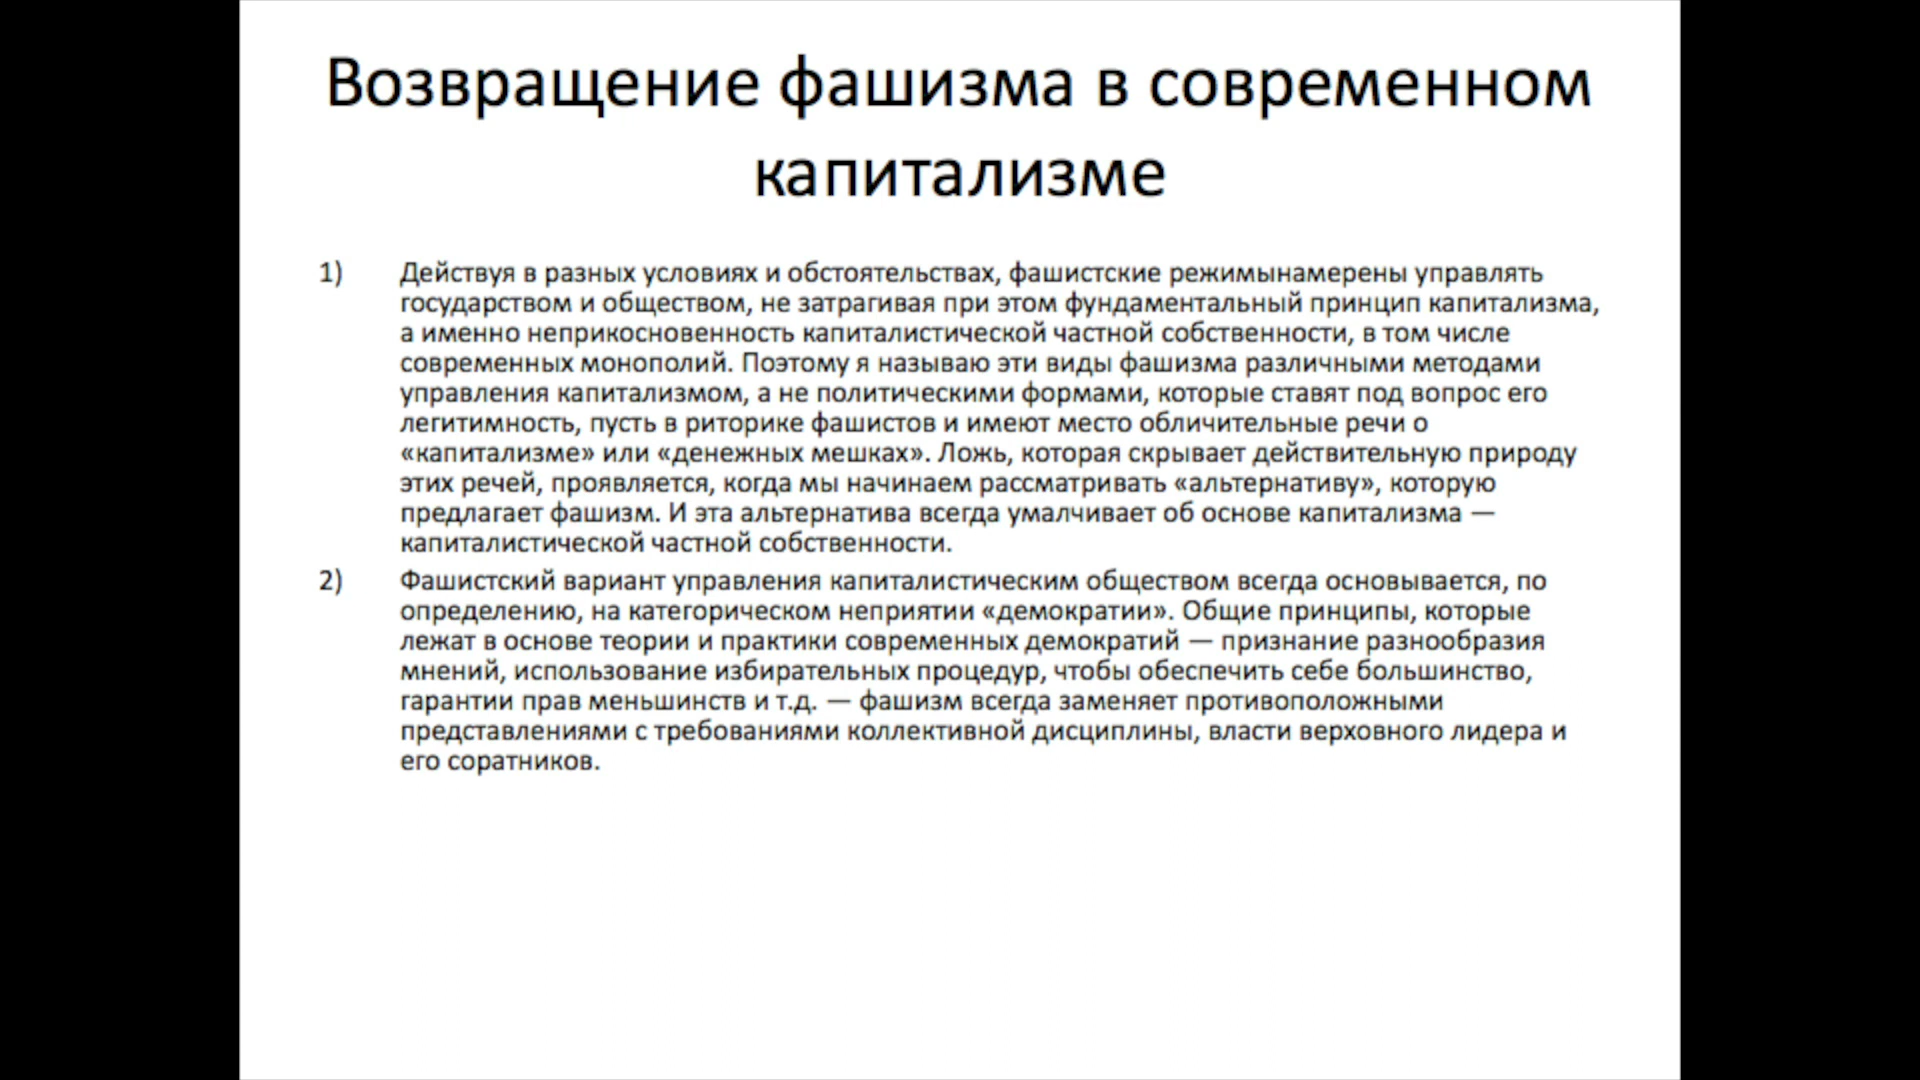 Возвращение фашизма в современном
капитализме
1) Действуя в разных условиях и обстоятельствах, фашистские режимынамерены управлять
государством и обществом, не затрагивая при этом фундаментальный принцип капитализма,
а именно неприкосновенность капиталистической частной собственности, в том числе
современных монополий. Поэтому я называю эти виды фашизма различными методами
управления капитализмом, а не политическими формами, которые ставят под вопрос его
легитимность, пусть в риторике фашистов и имеют место обличительные речи о
«капитализме» или «денежных мешках». Ложь, которая скрывает действительную природу
этих речей, проявляется, когда мы начинаем рассматривать «альтернативу», которую
предлагает фашизм. И эта альтернатива всегда умалчивает об основе капитализма —
капиталистической частной собственности.
2) Фашистский вариант управления капиталистическим обществом всегда основывается, по
определению, на категорическом неприятии «демократии». Общие принципы, которые
лежат в основе теории и практики современных демократий — признание разнообразия
мнений, использование избирательных процедур, чтобы обеспечить себе большинство,
гарантии прав меньшинств и т.д. — фашизм всегда заменяет противоположными
представлениями с требованиями коллективной дисциплины, власти верховного лидера и
его соратников.